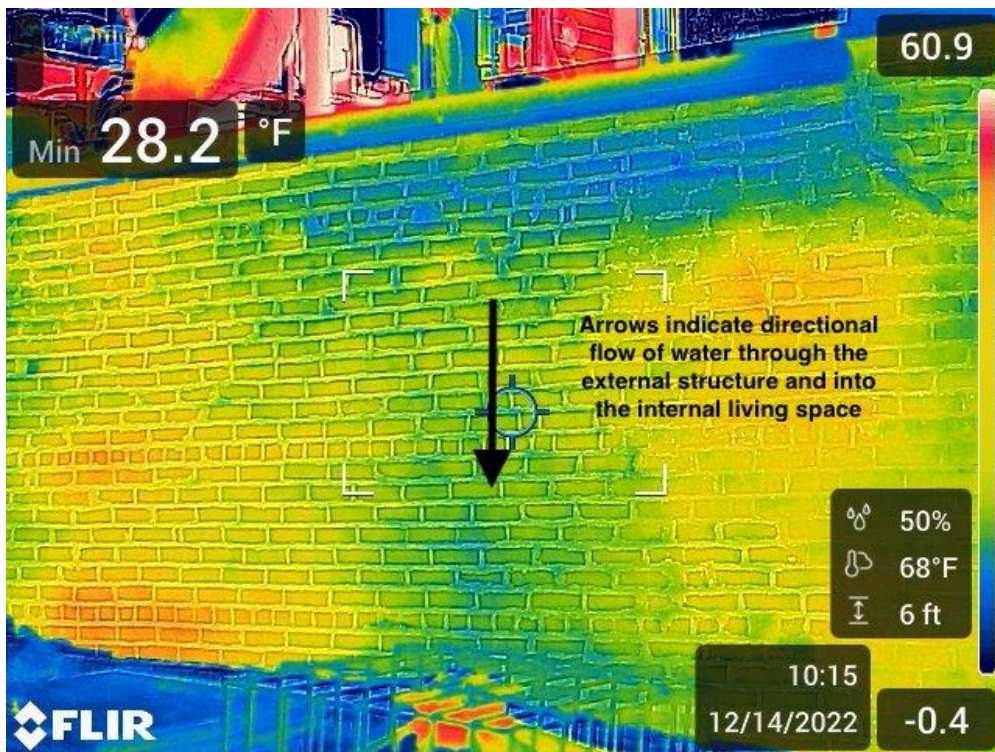 60.9
Min 28.2 °F
Arrows indicate directional
flow of water through the
external structure and into
the internal living space
50%
68°F
6 ft
10:15
12/14/2022
-0.4
FLIR